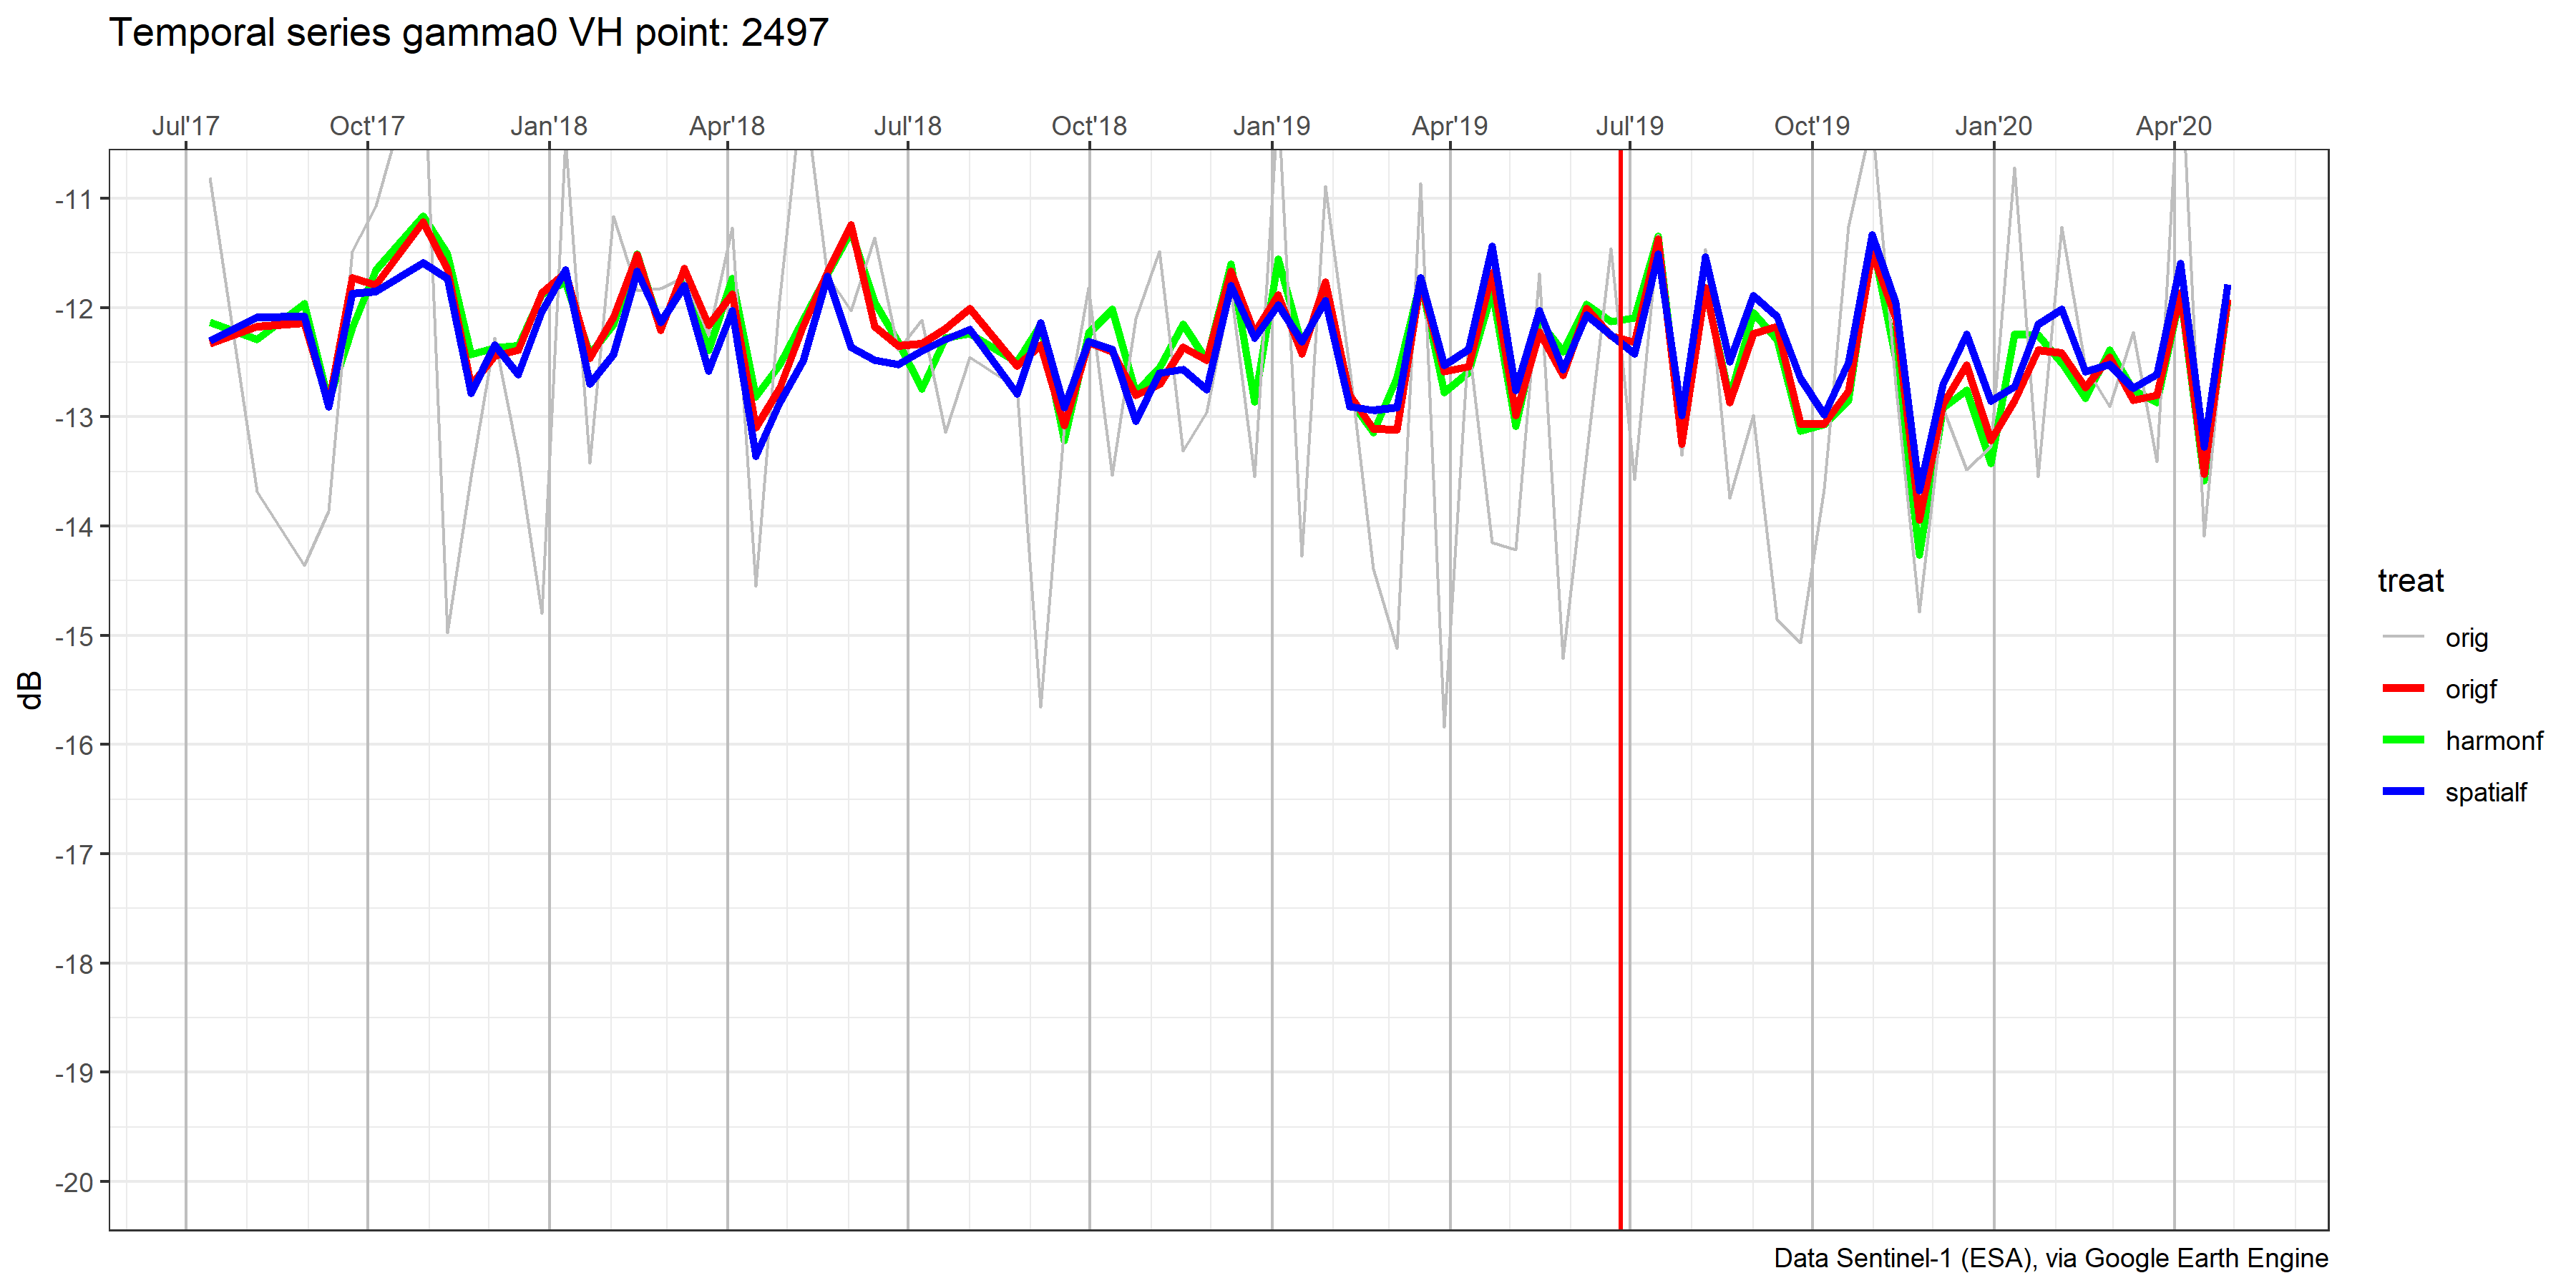 Temporal series gamma0 VH point: 2497
Jul'17 Oct'17 Jan'18 Apr'18 Jul'18 Oct'18 Jan'19 Apr'19 Jul'19 Oct'19 Jan'20 Apr'20
-11
-12
-13
-14
-15
-16
-17
-18
-19
-20
dB
treat
orig
origf
harmonf
spatialf
Data Sentinel-1 (ESA), via Google Earth Engine